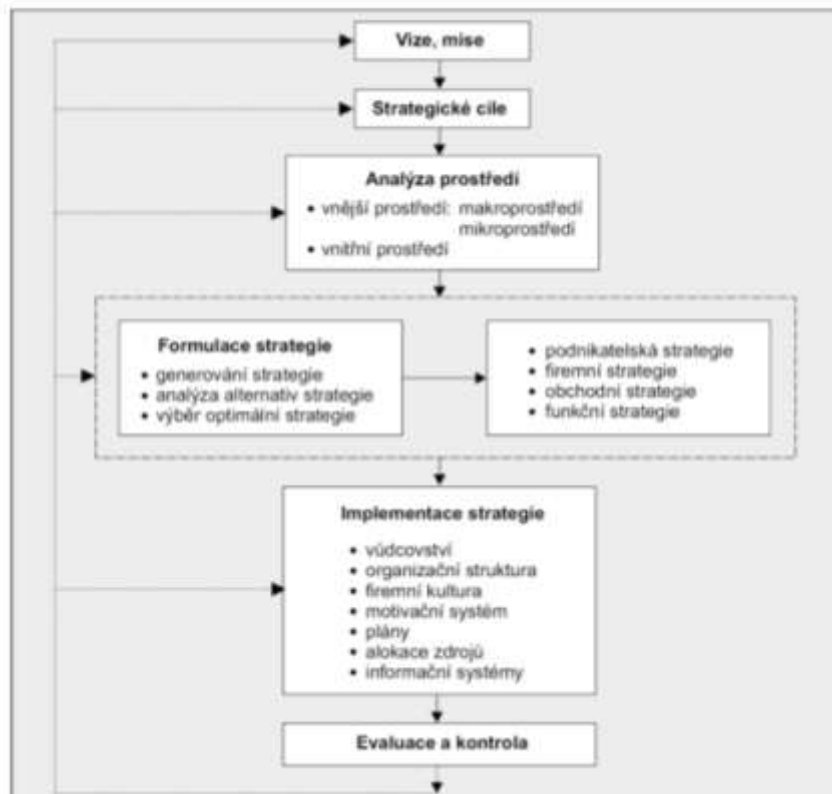 Vize, mise
Strategické cíle
Analýza prostředí
• vnější prostředí: makroprostředí
mikroprostředí
• vnitřní prostředí
Formulace strategie
• generování strategie
• analýza alternativ strategie
• výběr optimální strategie
• podnikatelská strategie
• firemní strategie
• obchodní strategie
• funkční strategie
Implementace strategie
• vůdcovství
• organizační struktura
• firemní kultura
• motivační systém
• plány
• alokace zdrojů
• informační systémy
Evaluace a kontrola